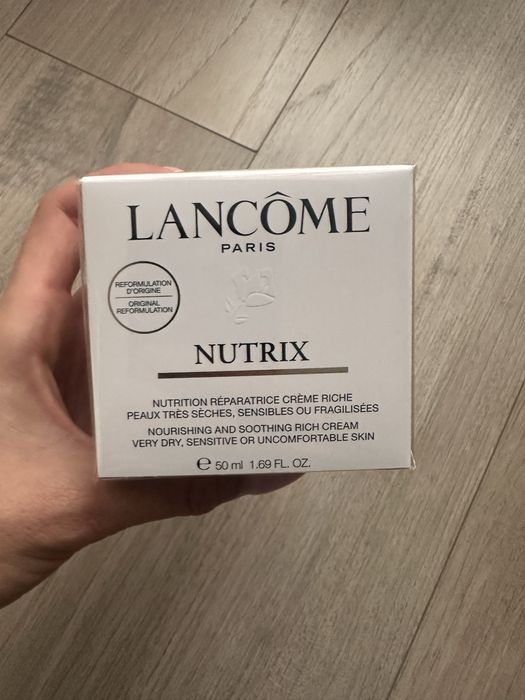 LANCÔME
PARIS
REFORMULATION
D'ORIGINE
ORIGINAL
REFORMULATION
NUTRIX
NUTRITION RÉPARATRICE CRÈME RICHE
PEAUX TRÈS SÈCHES, SENSIBLES OU FRAGILISÉES
NOURISHING AND SOOTHING RICH CREAM
VERY DRY, SENSITIVE OR UNCOMFORTABLE SKIN
℮ 50 ml 1.69 FL. OZ.